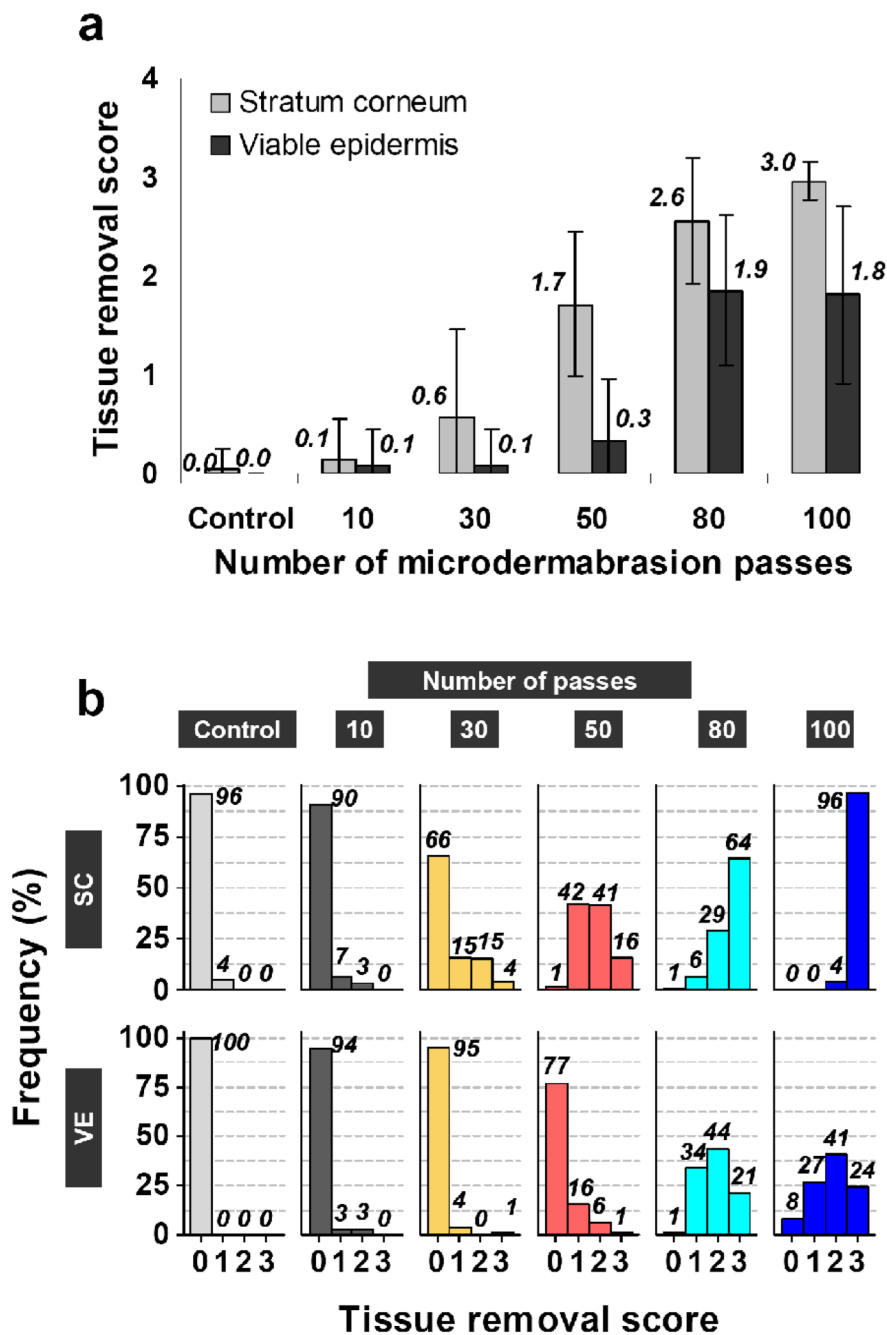 a
Tissue removal score
4
3
2
1
0
Stratum corneum
Viable epidermis
0.0 0.0
0.1 0.1
0.6 0.1
1.7 0.3
2.6 1.9
3.0 1.8
Control 10 30 50 80 100
Number of microdermabrasion passes
b
Number of passes
Control 10 30 50 80 100
Frequency (%)
SC
100
75
50
25
0
96 4 0 0
90 7 3 0
66 15 15 4
1 42 41 16
1 6 29 64
0 0 4 96
VE
100
75
50
25
0
100 0 0 0
94 3 3 0
95 4 0 1
77 16 6 1
1 34 44 21
8 27 41 24
0 1 2 3 0 1 2 3 0 1 2 3 0 1 2 3 0 1 2 3 0 1 2 3
Tissue removal score